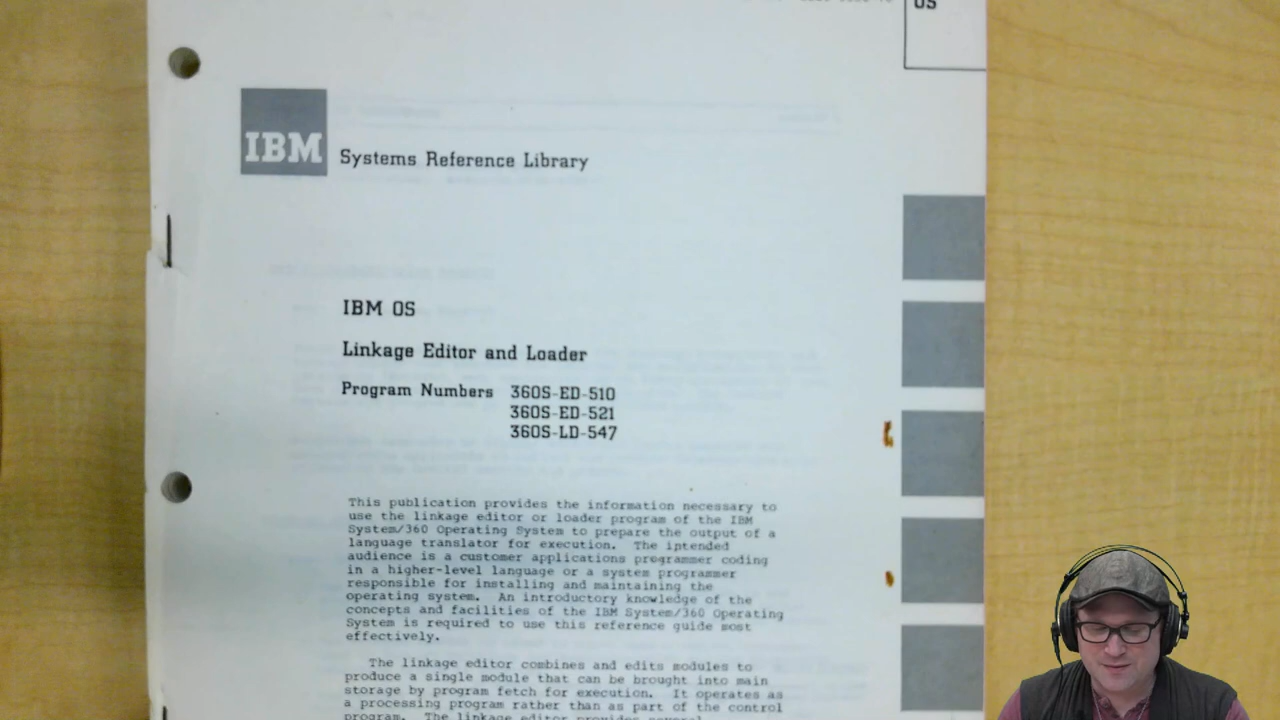 OS
IBM
Systems Reference Library
IBM OS
Linkage Editor and Loader
Program Numbers 360S-ED-510
360S-ED-521
360S-LD-547
This publication provides the information necessary to
use the linkage editor or loader program of the IBM
System/360 Operating System to prepare the output of a
language translator for execution. The intended
audience is a customer applications programmer coding
in a higher-level language or a system programmer
responsible for installing and maintaining the
operating system. An introductory knowledge of the
concepts and facilities of the IBM System/360 Operating
System is required to use this reference guide most
effectively.
The linkage editor combines and edits modules to
produce a single module that can be brought into main
storage by program fetch for execution. It operates as
a processing program rather than as part of the control
program. The linkage editor provides several